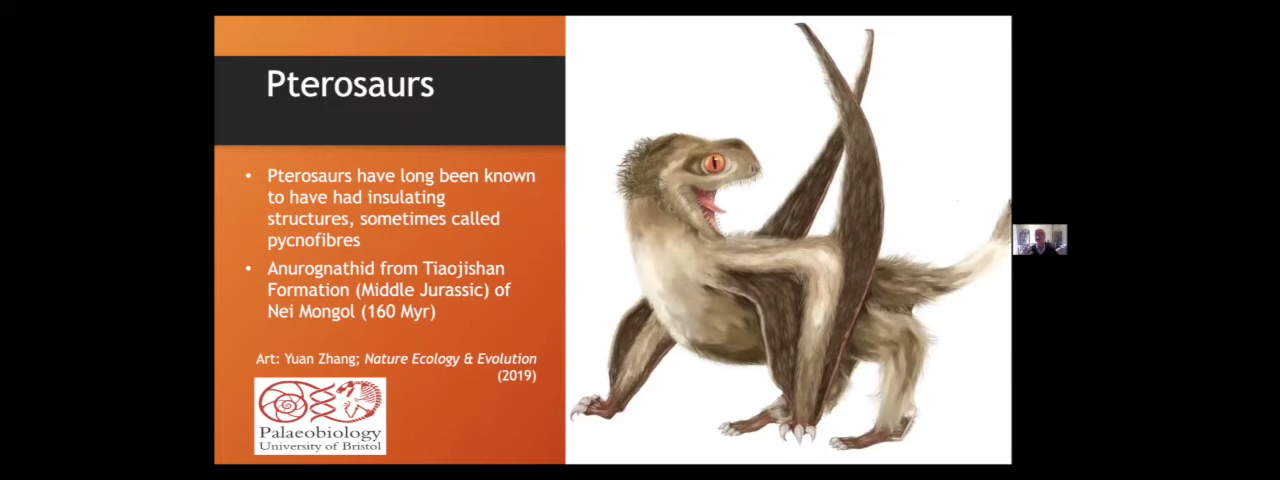 Pterosaurs
• Pterosaurs have long been known
to have had insulating
structures, sometimes called
pycnofibres
• Anurognathid from Tiaojishan
Formation (Middle Jurassic) of
Nei Mongol (160 Myr)
Art: Yuan Zhang; Nature Ecology & Evolution
(2019)
Palaeobiology
University of Bristol